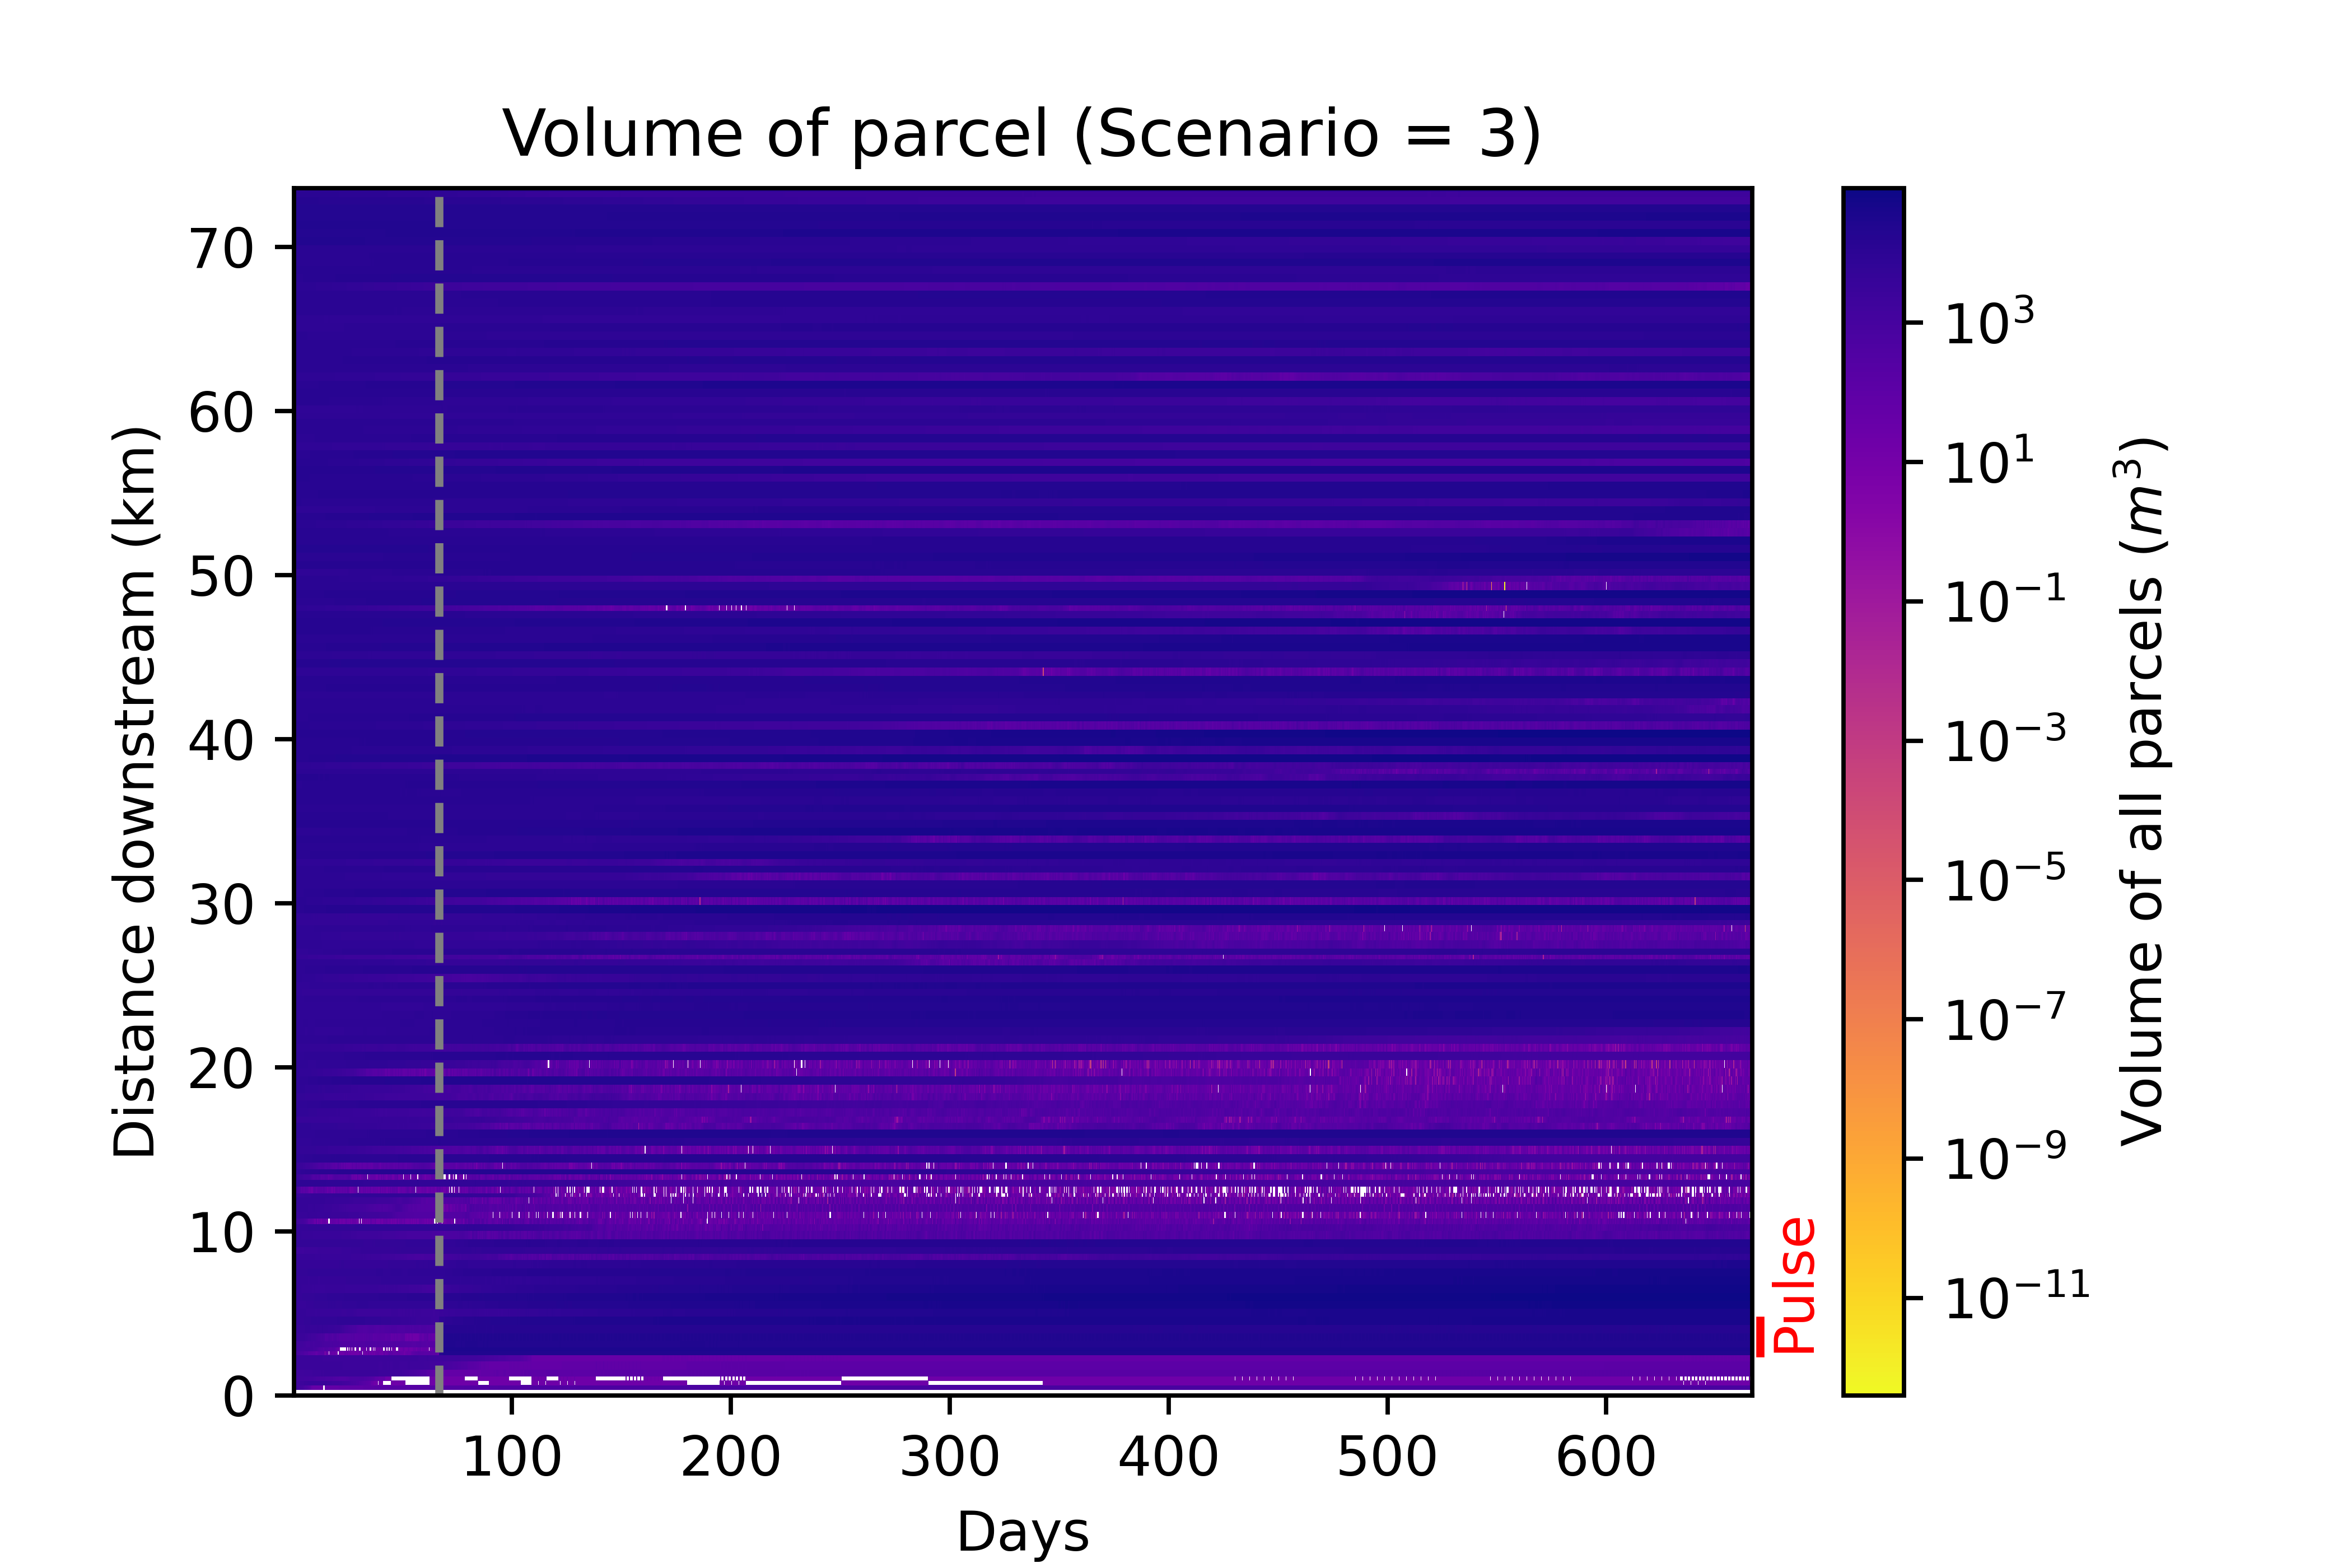 Volume of parcel (Scenario = 3)
Distance downstream (km)
70
60
50
40
30
20
10
0
100 200 300 400 500 600
Days
Pulse
10³
10¹
10⁻¹
10⁻³
10⁻⁵
10⁻⁷
10⁻⁹
10⁻¹¹
Volume of all parcels (m³)